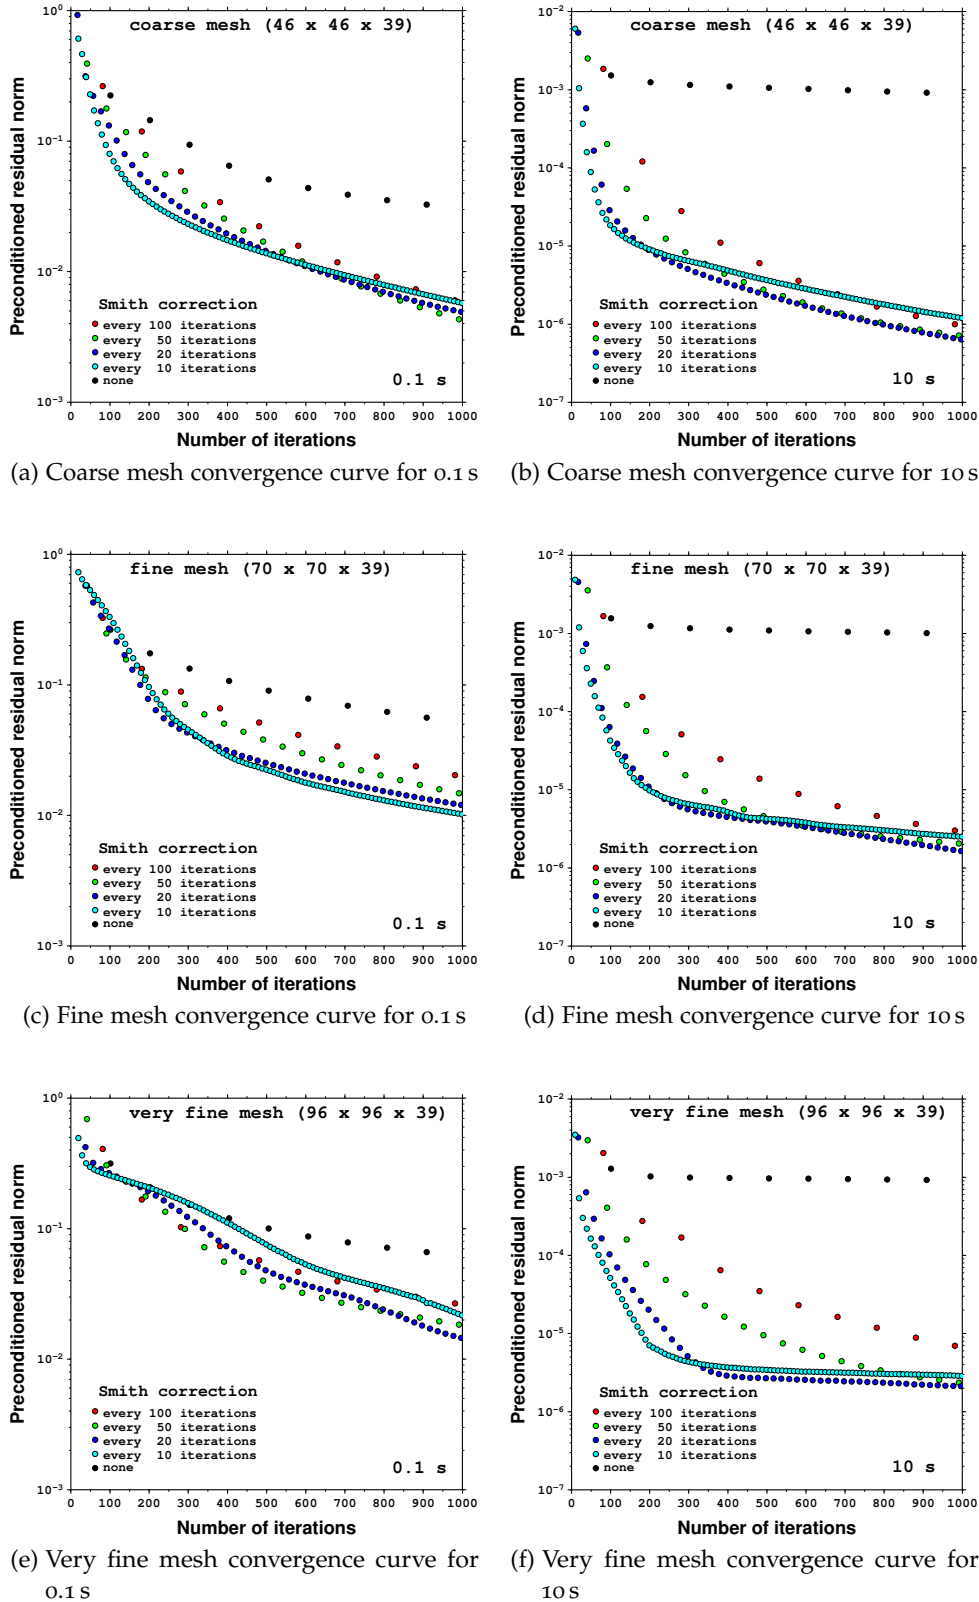 coarse mesh (46 x 46 x 39)
Preconditioned residual norm
10⁰
10⁻¹
10⁻²
10⁻³
Smith correction
every 100 iterations
every 50 iterations
every 20 iterations
every 10 iterations
none
0.1 s
0 100 200 300 400 500 600 700 800 900 1000
Number of iterations
(a) Coarse mesh convergence curve for 0.1 s
coarse mesh (46 x 46 x 39)
Preconditioned residual norm
10⁻²
10⁻³
10⁻⁴
10⁻⁵
10⁻⁶
10⁻⁷
Smith correction
every 100 iterations
every 50 iterations
every 20 iterations
every 10 iterations
none
10 s
0 100 200 300 400 500 600 700 800 900 1000
Number of iterations
(b) Coarse mesh convergence curve for 10 s
fine mesh (70 x 70 x 39)
Preconditioned residual norm
10⁰
10⁻¹
10⁻²
10⁻³
Smith correction
every 100 iterations
every 50 iterations
every 20 iterations
every 10 iterations
none
0.1 s
0 100 200 300 400 500 600 700 800 900 1000
Number of iterations
(c) Fine mesh convergence curve for 0.1 s
fine mesh (70 x 70 x 39)
Preconditioned residual norm
10⁻²
10⁻³
10⁻⁴
10⁻⁵
10⁻⁶
10⁻⁷
Smith correction
every 100 iterations
every 50 iterations
every 20 iterations
every 10 iterations
none
10 s
0 100 200 300 400 500 600 700 800 900 1000
Number of iterations
(d) Fine mesh convergence curve for 10 s
very fine mesh (96 x 96 x 39)
Preconditioned residual norm
10⁰
10⁻¹
10⁻²
10⁻³
Smith correction
every 100 iterations
every 50 iterations
every 20 iterations
every 10 iterations
none
0.1 s
0 100 200 300 400 500 600 700 800 900 1000
Number of iterations
(e) Very fine mesh convergence curve for
0.1 s
very fine mesh (96 x 96 x 39)
Preconditioned residual norm
10⁻²
10⁻³
10⁻⁴
10⁻⁵
10⁻⁶
10⁻⁷
Smith correction
every 100 iterations
every 50 iterations
every 20 iterations
every 10 iterations
none
10 s
0 100 200 300 400 500 600 700 800 900 1000
Number of iterations
(f) Very fine mesh convergence curve for
10 s